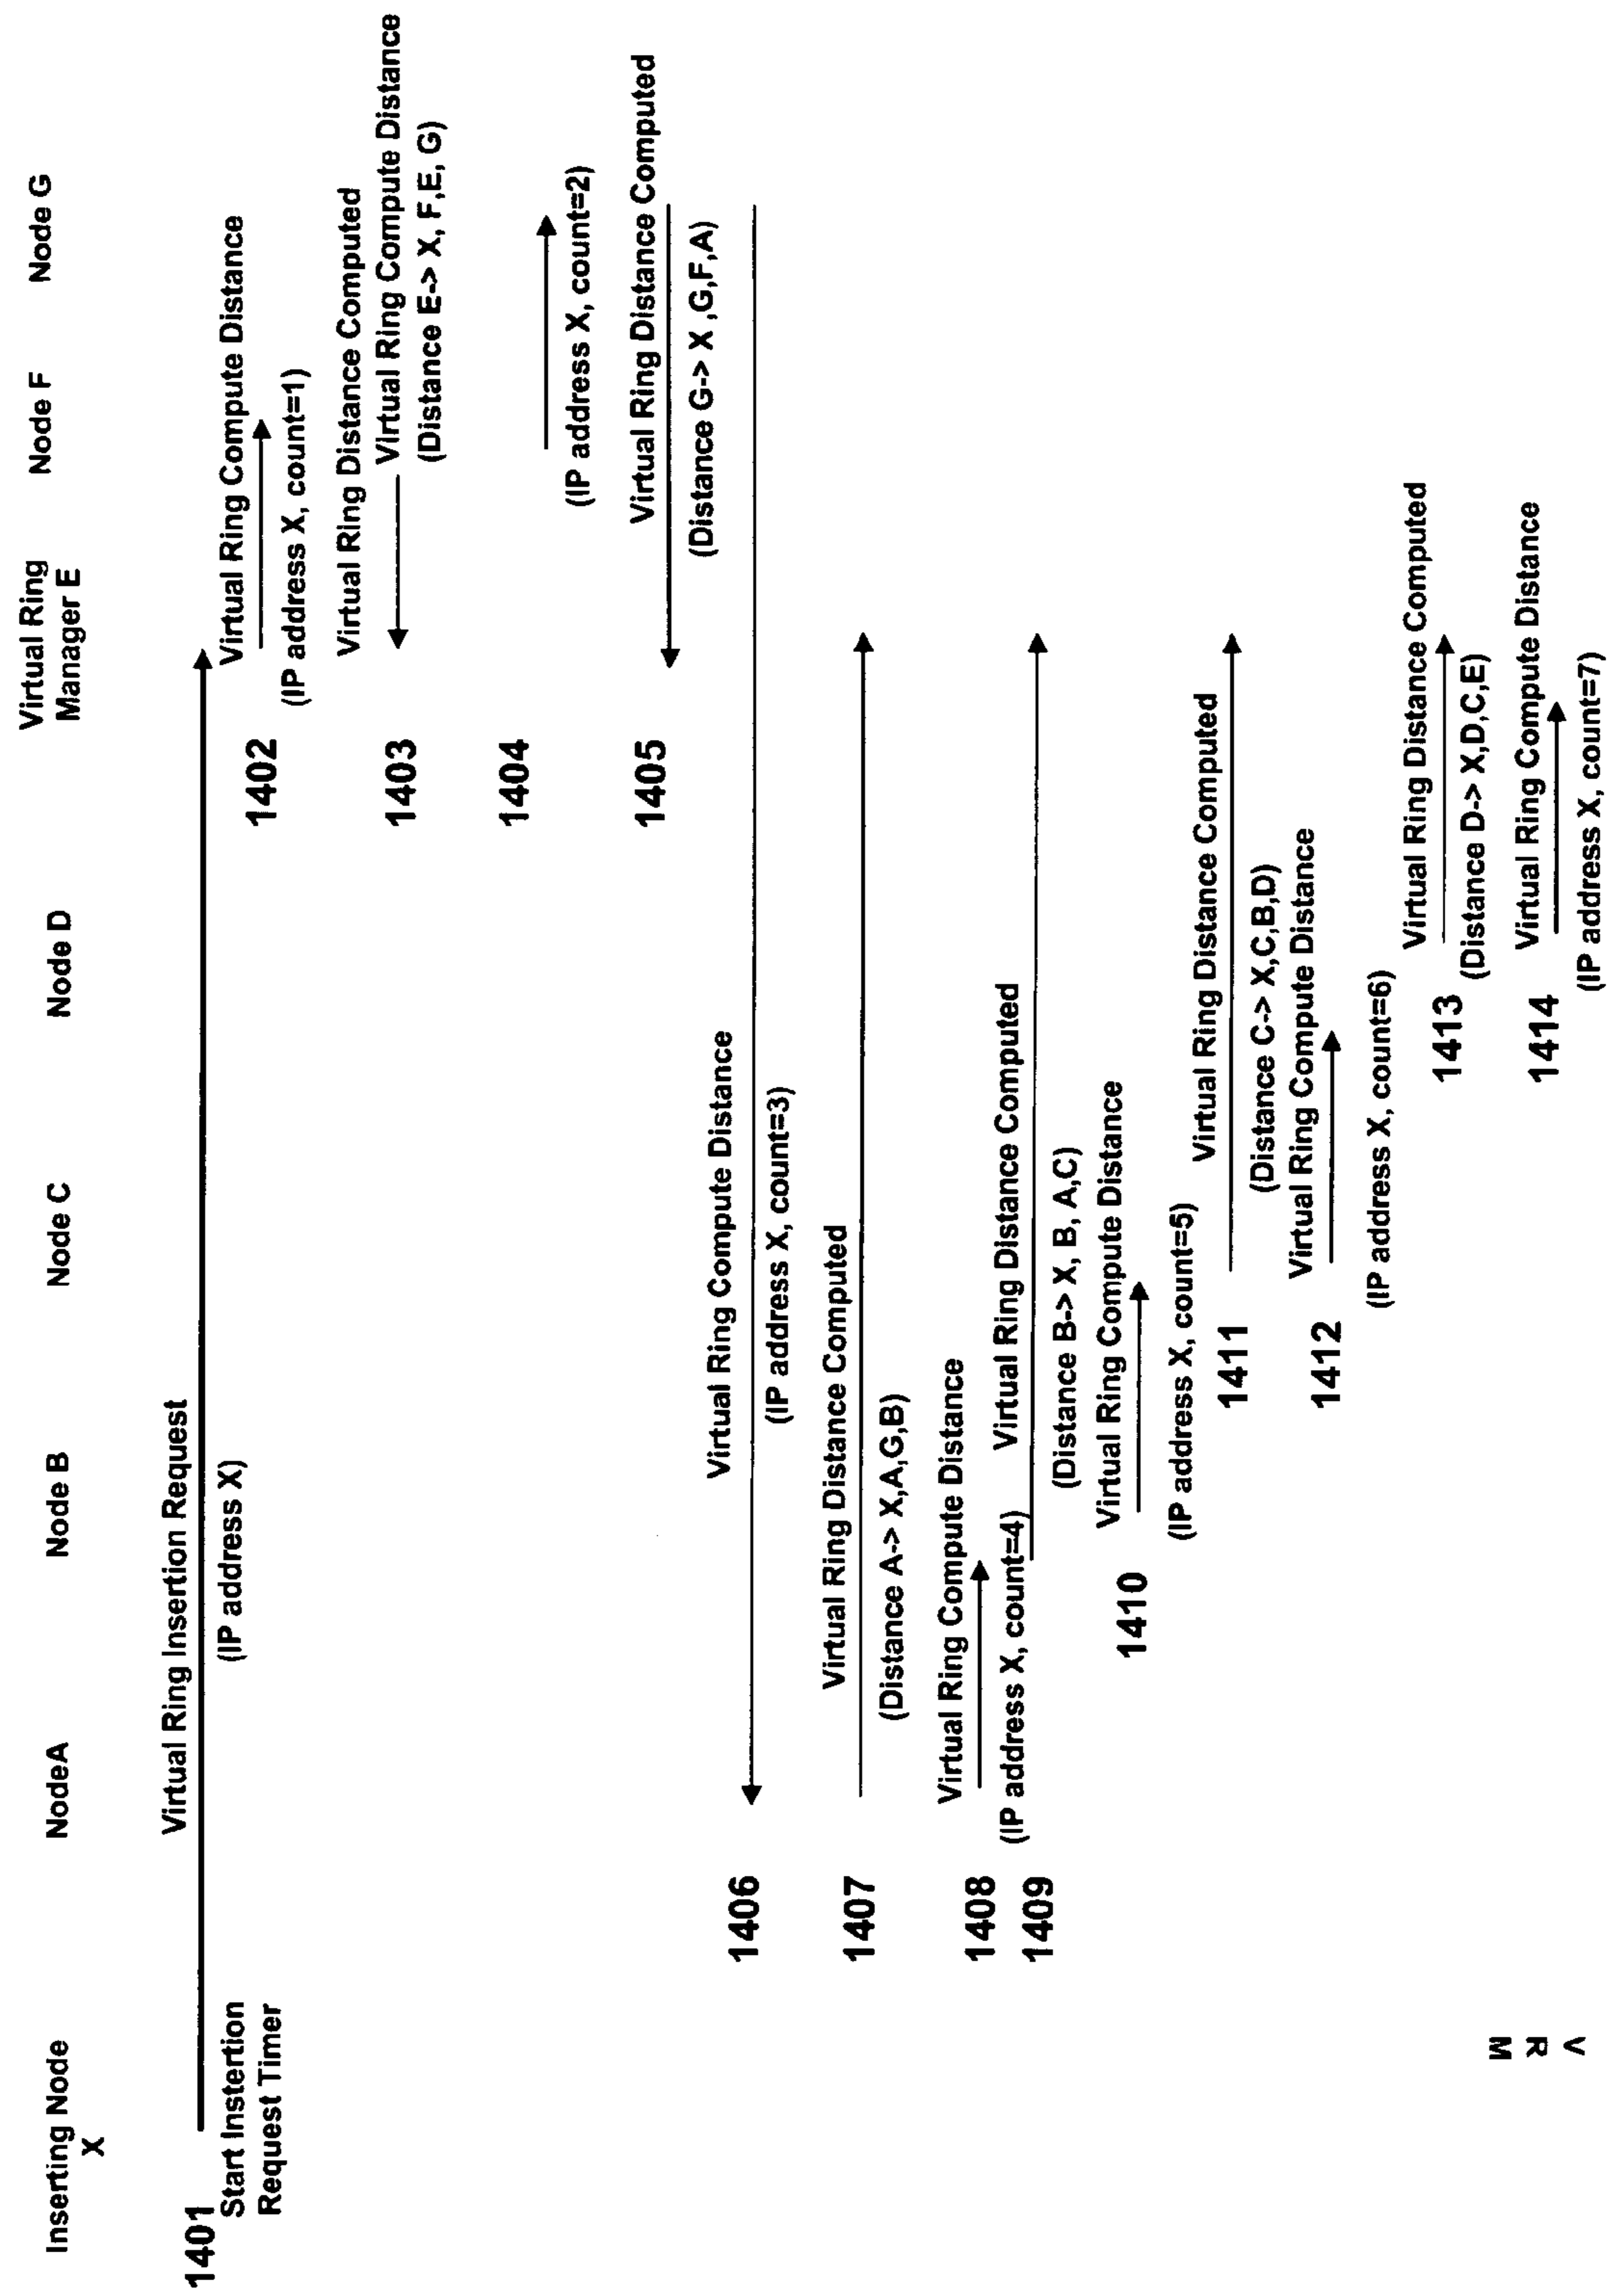 Inserting Node
X
NodeA
Node B
Node C
Node D
Virtual Ring
Manager E
Node F
Node G
1401
Virtual Ring Insertion Request
(IP address X)
Start Instertion
Request Timer
1402
Virtual Ring Compute Distance
(IP address X, count=1)
1403
Virtual Ring Distance Computed
Virtual Ring Compute Distance
(Distance E-> X, F,E, G)
1404
(IP address X, count=2)
1405
Virtual Ring Distance Computed
(Distance G-> X ,G,F,A)
1406
Virtual Ring Compute Distance
(IP address X, count=3)
1407
Virtual Ring Distance Computed
(Distance A-> X,A,G,B)
1408
Virtual Ring Compute Distance
(IP address X, count=4)
1409
Virtual Ring Distance Computed
(Distance B-> X, B, A,C)
1410
Virtual Ring Compute Distance
(IP address X, count=5)
1411
Virtual Ring Distance Computed
(Distance C-> X,C,B,D)
1412
Virtual Ring Compute Distance
(IP address X, count=6)
1413
Virtual Ring Distance Computed
(Distance D-> X,D,C,E)
1414
Virtual Ring Compute Distance
(IP address X, count=7)
V
R
M